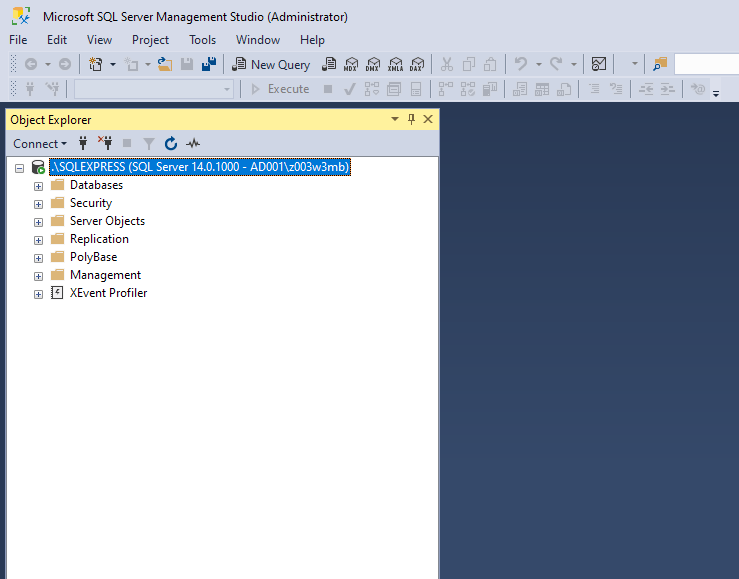 Microsoft SQL Server Management Studio (Administrator)
File Edit View Project Tools Window Help
New Query MDX DMX XMLA DAX
Execute
Object Explorer
Connect
.\SQLEXPRESS (SQL Server 14.0.1000 - AD001\z003w3mb)
Databases
Security
Server Objects
Replication
PolyBase
Management
XEvent Profiler